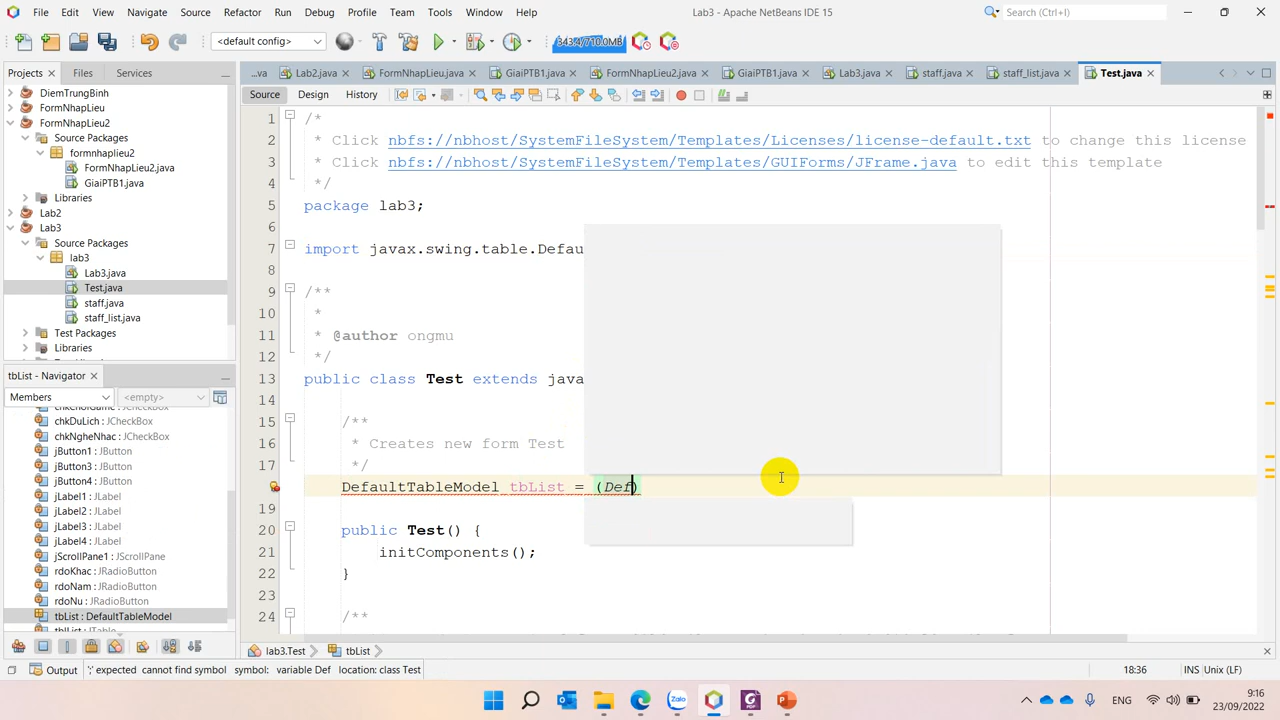 File Edit View Navigate Source Refactor Run Debug Profile Team Tools Window Help
Lab3 - Apache NetBeans IDE 15
Search (Ctrl+I)
<default config>
343.4/710.0MB
Projects
Files
Services
...va
Lab2.java
FormNhapLieu.java
GiaiPTB1.java
FormNhapLieu2.java
GiaiPTB1.java
Lab3.java
staff.java
staff_list.java
Test.java
Source
Design
History
DiemTrungBinh
FormNhapLieu
FormNhapLieu2
Source Packages
formnhaplieu2
FormNhapLieu2.java
GiaiPTB1.java
Libraries
Lab2
Lab3
Source Packages
lab3
Lab3.java
Test.java
staff.java
staff_list.java
Test Packages
Libraries
tbList - Navigator
Members
<empty>
chkDuLich : JCheckBox
chkNgheNhac : JCheckBox
jButton1 : JButton
jButton3 : JButton
jButton4 : JButton
jLabel1 : JLabel
jLabel2 : JLabel
jLabel3 : JLabel
jLabel4 : JLabel
jScrollPane1 : JScrollPane
rdoKhac : JRadioButton
rdoNam : JRadioButton
rdoNu : JRadioButton
tbList : DefaultTableModel
1 /*
2 * Click nbfs://nbhost/SystemFileSystem/Templates/Licenses/license-default.txt to change this license
3 * Click nbfs://nbhost/SystemFileSystem/Templates/GUIForms/JFrame.java to edit this template
4 */
5 package lab3;
6
7 import javax.swing.table.Defau
8
9 /**
10 *
11 * @author ongmu
12 */
13 public class Test extends java
14
15 /**
16 * Creates new form Test
17 */
DefaultTableModel tbList = (Def)
19
20 public Test() {
21 initComponents();
22 }
23
24 /**
lab3.Test
tbList
Output
';' expected cannot find symbol symbol: variable Def location: class Test
18:36
INS
Unix (LF)
Zalo
PDF
ENG
9:16
23/09/2022